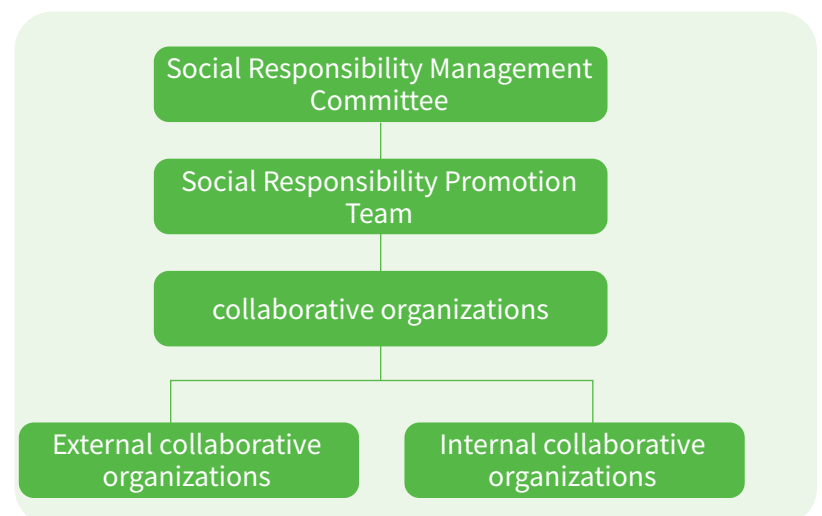 Social Responsibility Management
Committee
Social Responsibility Promotion
Team
collaborative organizations
External collaborative
organizations
Internal collaborative
organizations